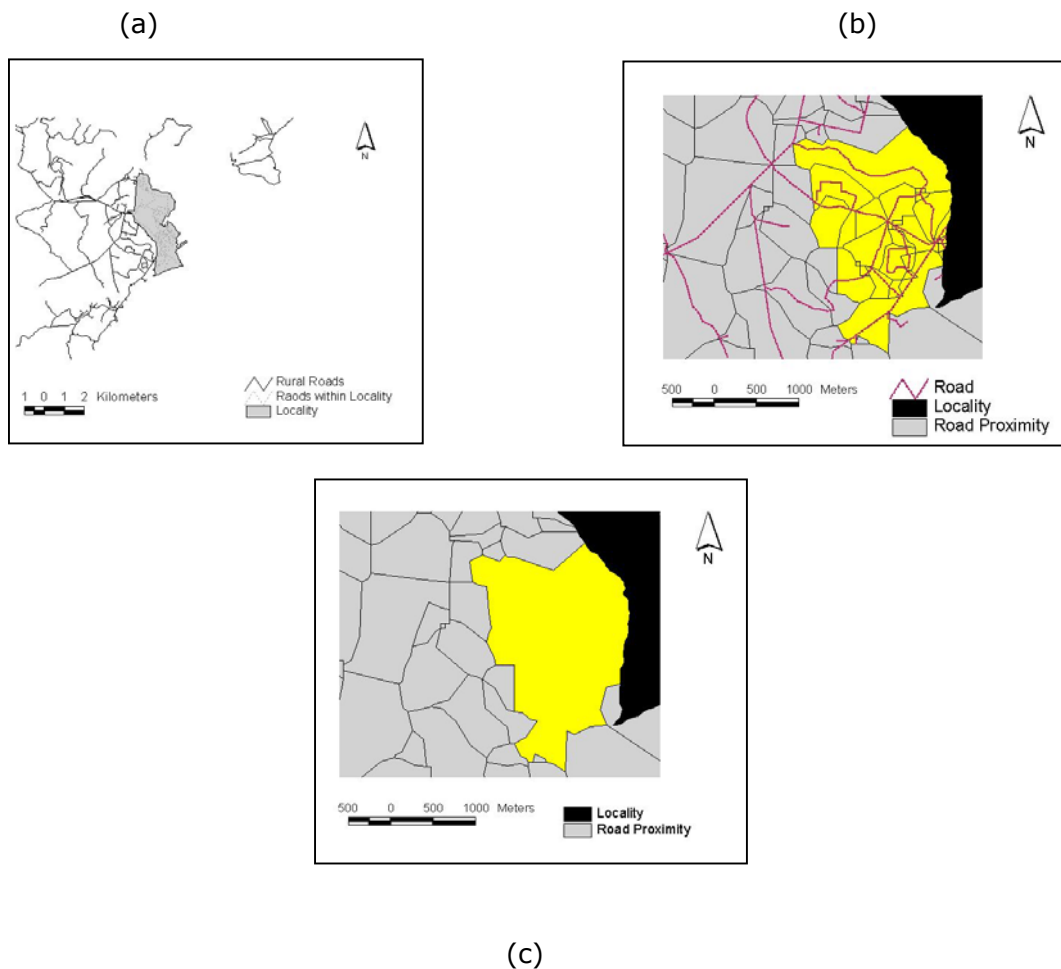 (a)
(b)
N
1 0 1 2 Kilometers
Rural Roads
Raods within Locality
Locality
N
500 0 500 1000 Meters
Road
Locality
Road Proximity
N
500 0 500 1000 Meters
Locality
Road Proximity
(c)